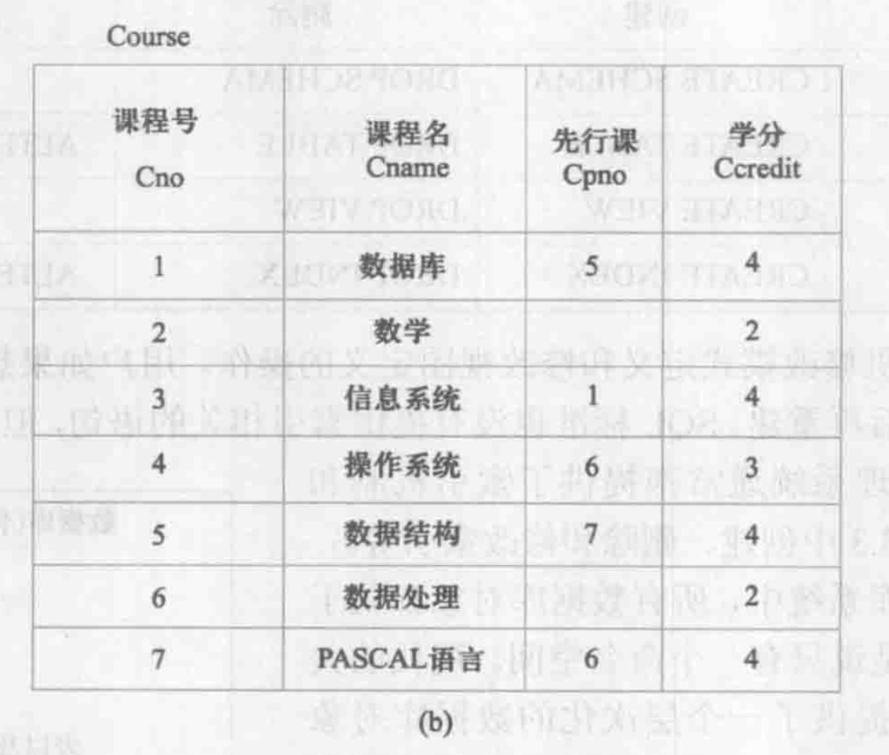 Course
课程号 课程名 先行课 学分
Cno Cname Cpno Ccredit
1 数据库 5 4
2 数学 2
3 信息系统 1 4
4 操作系统 6 3
5 数据结构 7 4
6 数据处理 2
7 PASCAL语言 6 4
(b)